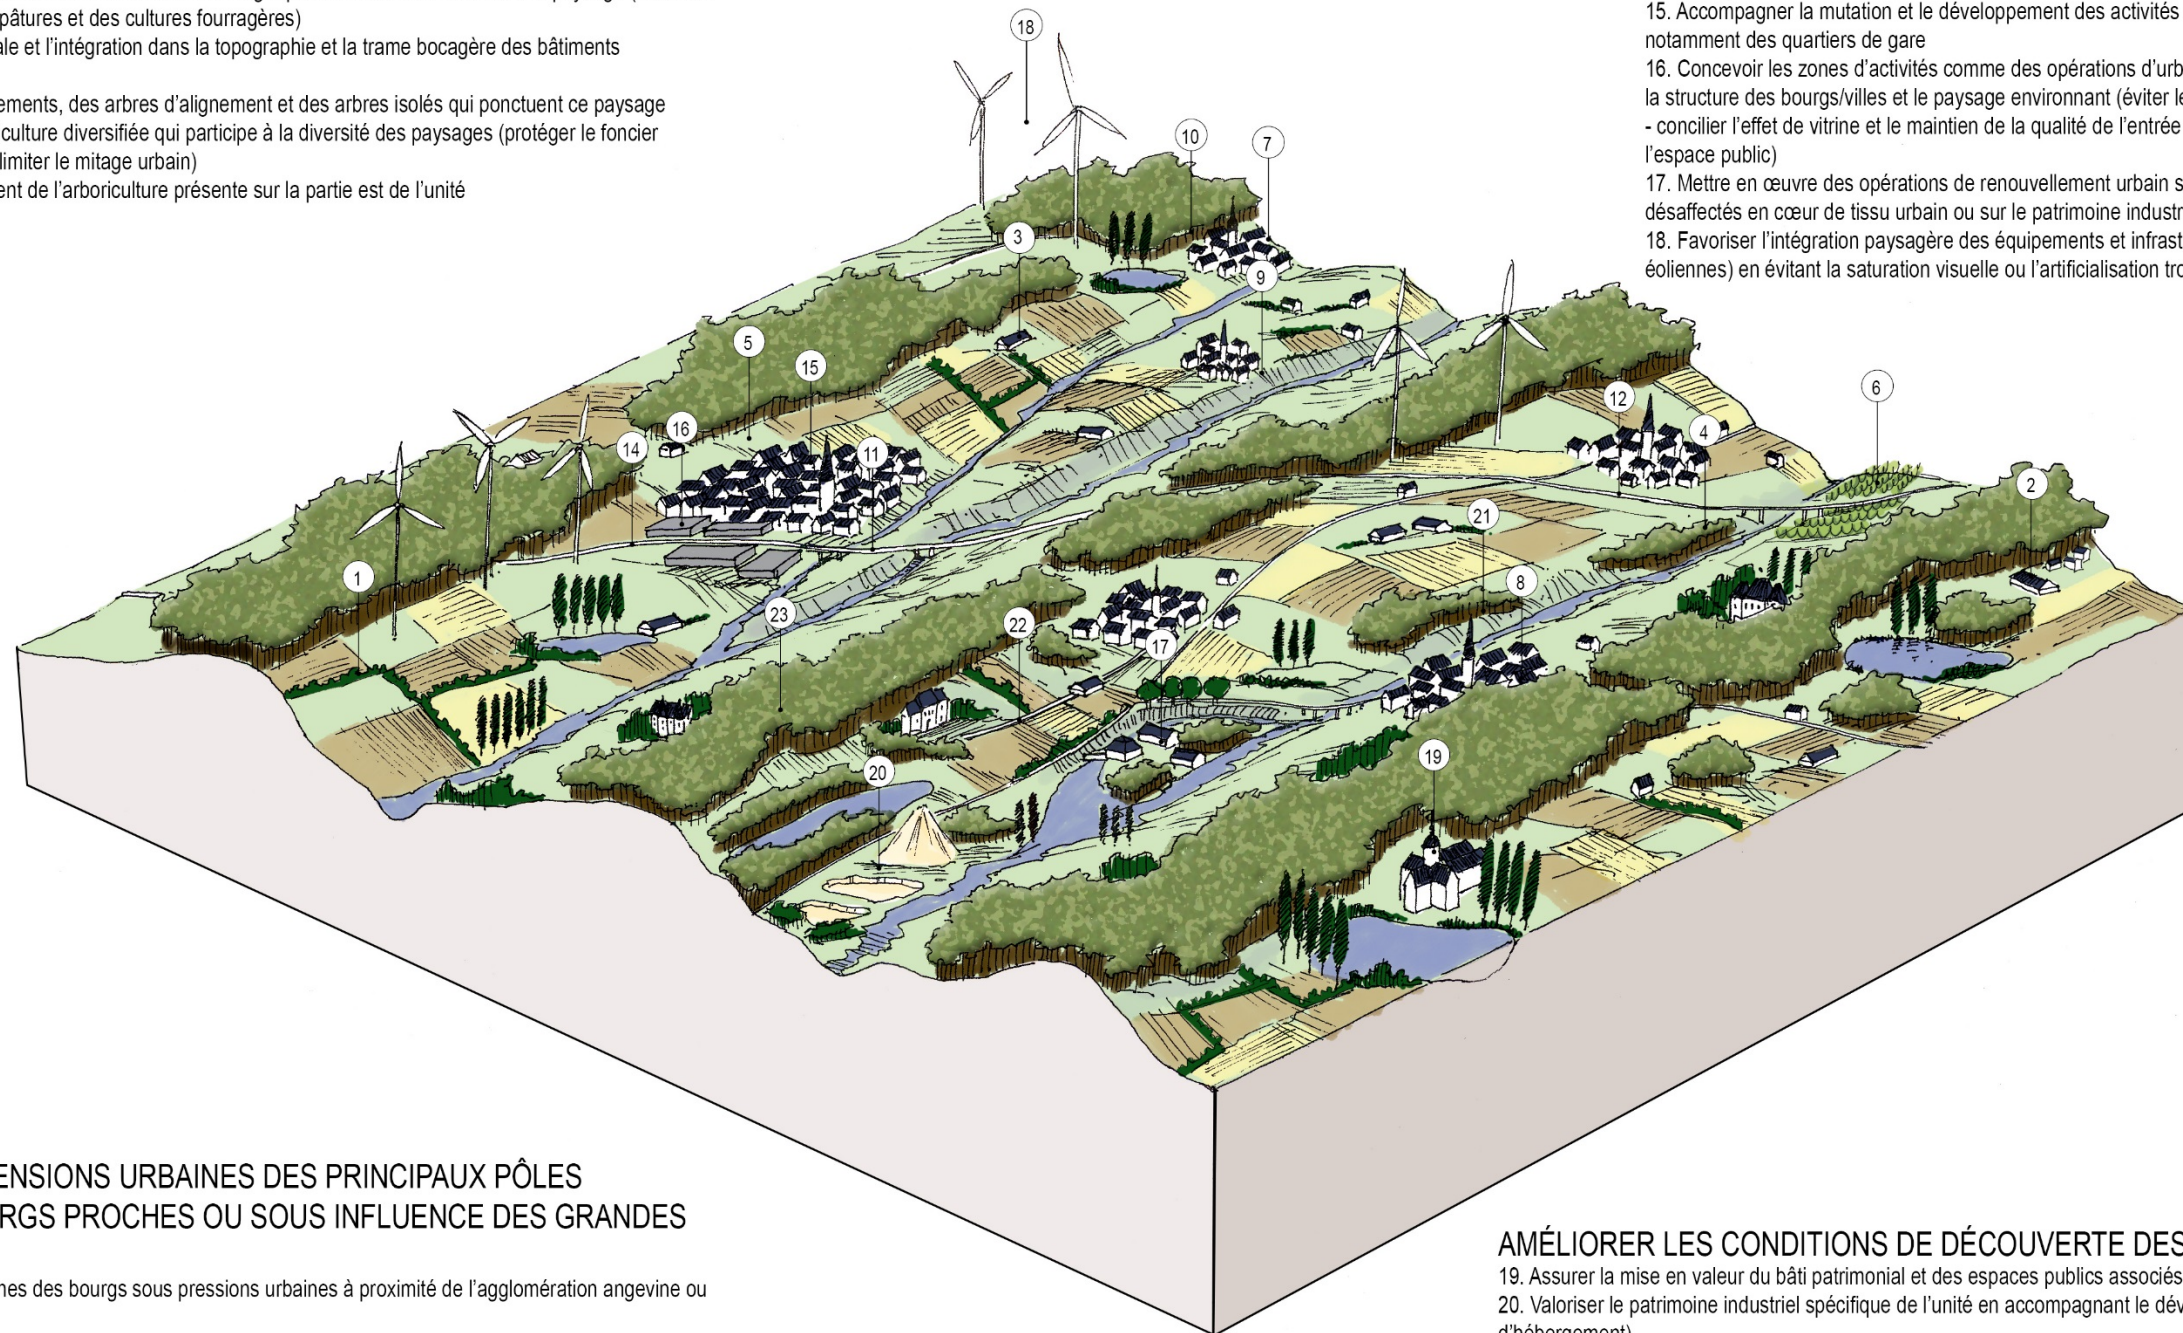 pâtures et des cultures fourragères)
ale et l'intégration dans la topographie et la trame bocagère des bâtiments
ements, des arbres d'alignement et des arbres isolés qui ponctuent ce paysage
culture diversifiée qui participe à la diversité des paysages (protéger le foncier
limiter le mitage urbain)
ent de l'arboriculture présente sur la partie est de l'unité
15. Accompagner la mutation et le développement des activités
notamment des quartiers de gare
16. Concevoir les zones d'activités comme des opérations d'urb
la structure des bourgs/villes et le paysage environnant (éviter le
- concilier l'effet de vitrine et le maintien de la qualité de l'entrée
l'espace public)
17. Mettre en œuvre des opérations de renouvellement urbain s
désaffectés en cœur de tissu urbain ou sur le patrimoine industr
18. Favoriser l'intégration paysagère des équipements et infrast
éoliennes) en évitant la saturation visuelle ou l'artificialisation tro
18
10
7
3
9
5
15
6
12
16
4
14
11
2
21
1
8
23
22
17
19
20
ENSIONS URBAINES DES PRINCIPAUX PÔLES
RGS PROCHES OU SOUS INFLUENCE DES GRANDES
nes des bourgs sous pressions urbaines à proximité de l'agglomération angevine ou
AMÉLIORER LES CONDITIONS DE DÉCOUVERTE DES
19. Assurer la mise en valeur du bâti patrimonial et des espaces publics associés
20. Valoriser le patrimoine industriel spécifique de l'unité en accompagnant le dév
d'hébergement)